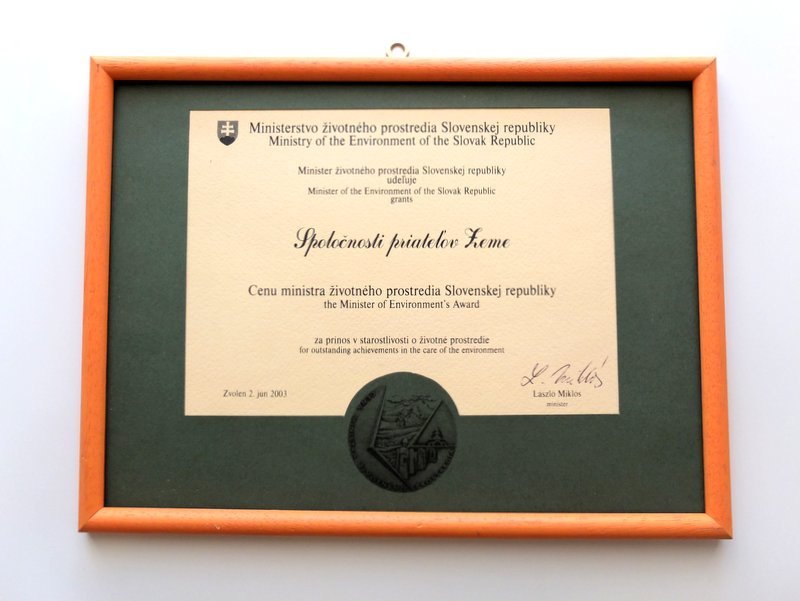 Ministerstvo životného prostredia Slovenskej republiky
Ministry of the Environment of the Slovak Republic
Minister životného prostredia Slovenskej republiky
udeľuje
Minister of the Environment of the Slovak Republic
grants
Spoločnosti priateľov Zeme
Cenu ministra životného prostredia Slovenskej republiky
the Minister of Environment's Award
za prinos v starostlivosti o životné prostredie
for outstanding achievements in the care of the environment
Zvolen 2. jun 2003
L. Miklós
Laszlo Miklos
minister